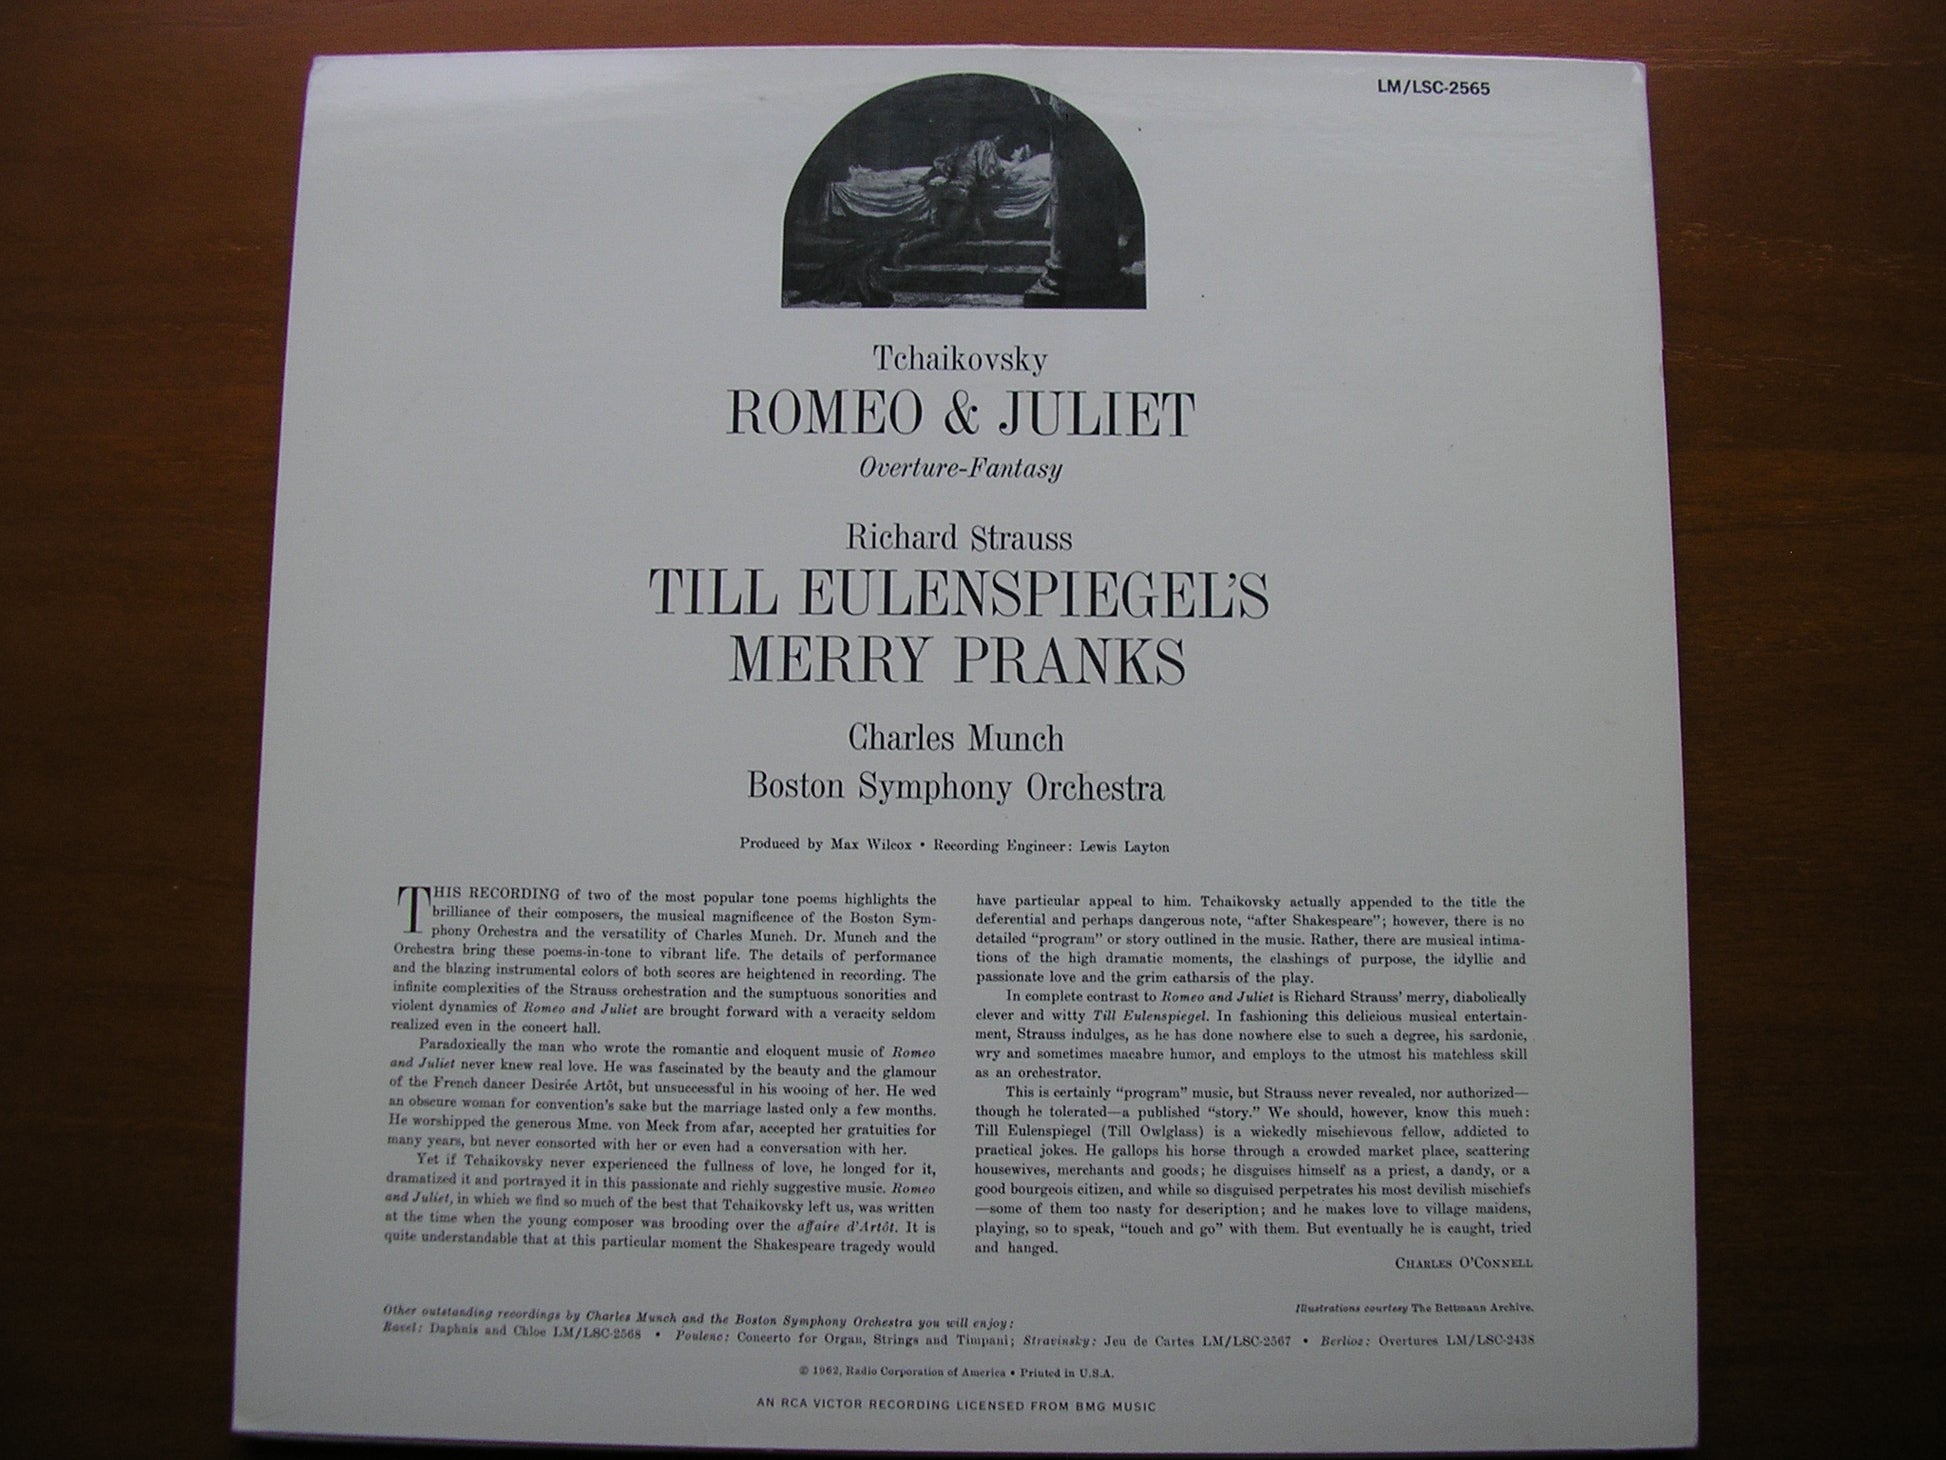 LM/LSC-2565
Tchaikovsky
ROMEO & JULIET
Overture-Fantasy
Richard Strauss
TILL EULENSPIEGEL'S
MERRY PRANKS
Charles Munch
Boston Symphony Orchestra
Produced by Max Wilcox • Recording Engineer: Lewis Layton
THIS RECORDING of two of the most popular tone poems highlights the
brilliance of their composers, the musical magnificence of the Boston Sym-
phony Orchestra and the versatility of Charles Munch. Dr. Munch and the
Orchestra bring these poems-in-tone to vibrant life. The details of performance
and the blazing instrumental colors of both scores are heightened in recording. The
infinite complexities of the Strauss orchestration and the sumptuous sonorities and
violent dynamics of Romeo and Juliet are brought forward with a veracity seldom
realized even in the concert hall.
Paradoxically the man who wrote the romantic and eloquent music of Romeo
and Juliet never knew real love. He was fascinated by the beauty and the glamour
of the French dancer Desirée Artôt, but unsuccessful in his wooing of her. He wed
an obscure woman for convention's sake but the marriage lasted only a few months.
He worshipped the generous Mme. von Meck from afar, accepted her gratuities for
many years, but never consorted with her or even had a conversation with her.
Yet if Tchaikovsky never experienced the fullness of love, he longed for it,
dramatized it and portrayed it in this passionate and richly suggestive music. Romeo
and Juliet, in which we find so much of the best that Tchaikovsky left us, was written
at the time when the young composer was brooding over the affaire d'Artôt. It is
quite understandable that at this particular moment the Shakespeare tragedy would
have particular appeal to him. Tchaikovsky actually appended to the title the
deferential and perhaps dangerous note, “after Shakespeare”; however, there is no
detailed “program” or story outlined in the music. Rather, there are musical intima-
tions of the high dramatic moments, the clashings of purpose, the idyllic and
passionate love and the grim catharsis of the play.
In complete contrast to Romeo and Juliet is Richard Strauss' merry, diabolically
clever and witty Till Eulenspiegel. In fashioning this delicious musical entertain-
ment, Strauss indulges, as he has done nowhere else to such a degree, his sardonic,
wry and sometimes macabre humor, and employs to the utmost his matchless skill
as an orchestrator.
This is certainly “program” music, but Strauss never revealed, nor authorized—
though he tolerated—a published “story.” We should, however, know this much:
Till Eulenspiegel (Till Owlglass) is a wickedly mischievous fellow, addicted to
practical jokes. He gallops his horse through a crowded market place, scattering
housewives, merchants and goods; he disguises himself as a priest, a dandy, or a
good bourgeois citizen, and while so disguised perpetrates his most devilish mischiefs
—some of them too nasty for description; and he makes love to village maidens,
playing, so to speak, “touch and go” with them. But eventually he is caught, tried
and hanged.
CHARLES O'CONNELL
Illustrations courtesy The Bettmann Archive.
Other outstanding recordings by Charles Munch and the Boston Symphony Orchestra you will enjoy:
Ravel: Daphnis and Chloe LM/LSC-2568 • Poulenc: Concerto for Organ, Strings and Timpani; Stravinsky: Jeu de Cartes LM/LSC-2567 • Berlioz: Overtures LM/LSC-2438
© 1962, Radio Corporation of America • Printed in U.S.A.
AN RCA VICTOR RECORDING LICENSED FROM BMG MUSIC